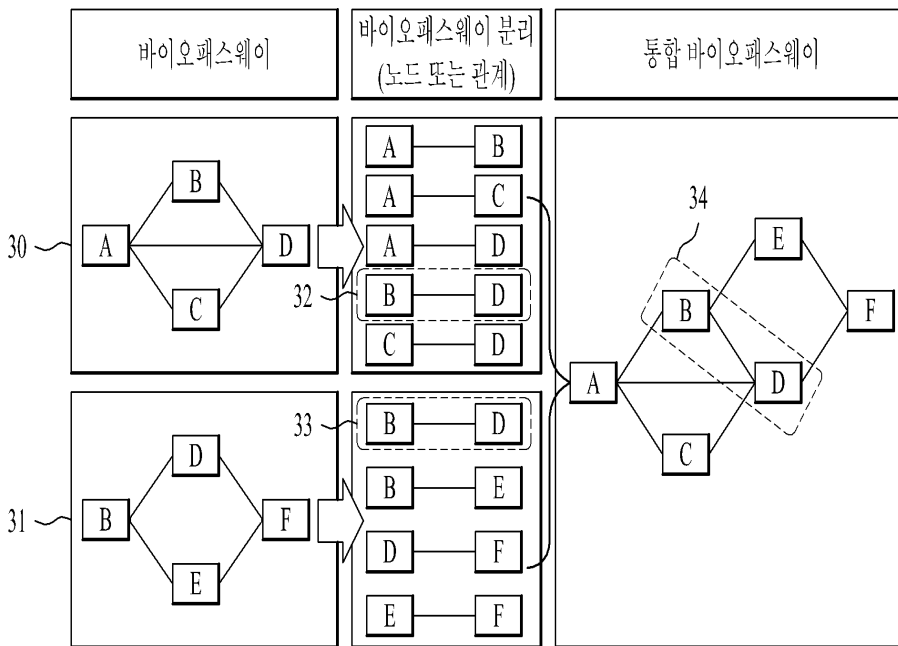 바이오패스웨이
바이오패스웨이 분리
(노드 또는 관계)
통합 바이오패스웨이
30
A
B
C
D
A B
A C
A D
32
B D
C D
31
B
D
E
F
33
B D
B E
D F
E F
34
A
B
C
D
E
F